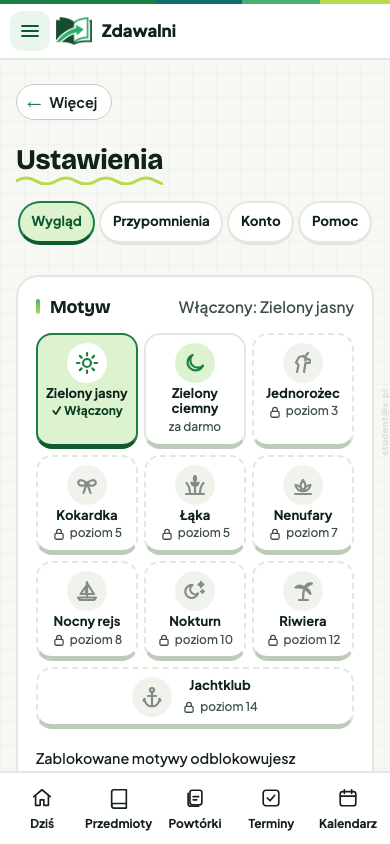 Zdawalni
← Więcej
Ustawienia
Wygląd
Przypomnienia
Konto
Pomoc
Motyw
Włączony: Zielony jasny
Zielony jasny
✓ Włączony
Zielony
ciemny
za darmo
Jednorożec
poziom 3
Kokardka
poziom 5
Łąka
poziom 5
Nenufary
poziom 7
Nocny rejs
poziom 8
Nokturn
poziom 10
Riwiera
poziom 12
Jachtklub
poziom 14
Zablokowane motywy odblokowujesz
student@x.pl
Dziś
Przedmioty
Powtórki
Terminy
Kalendarz